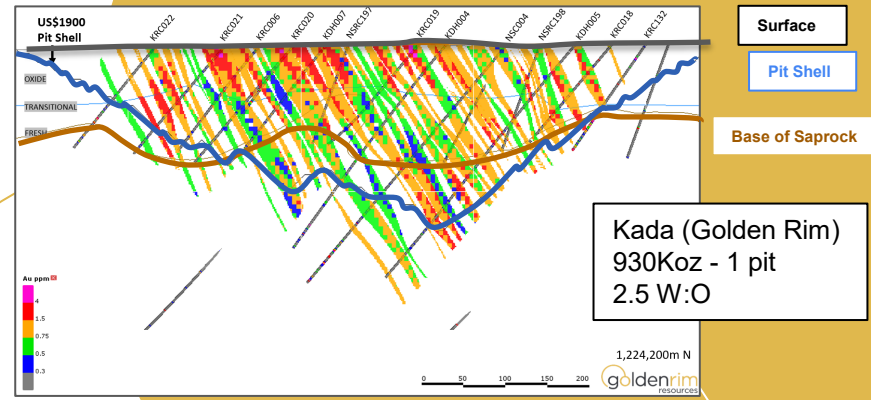 US$1900
Pit Shell
KRC022
KRC021
KRC006
KRC020
KDH007
NSRC197
KRC019
KDH004
NSC004
NSRC198
KDH005
KRC018
KRC132
OXIDE
TRANSITIONAL
FRESH
Surface
Pit Shell
Base of Saprock
Kada (Golden Rim)
930Koz - 1 pit
2.5 W:O
Au ppm
4
1.5
0.75
0.5
0.3
1,224,200m N
0 50 100 150 200
goldenrim
resources